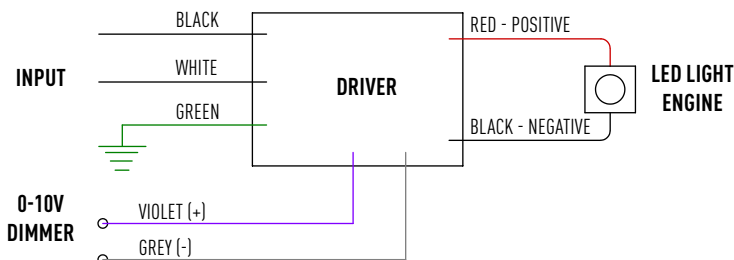 BLACK
RED - POSITIVE
WHITE
INPUT
DRIVER
LED LIGHT
ENGINE
GREEN
BLACK - NEGATIVE
0-10V
DIMMER
VIOLET (+)
GREY (-)